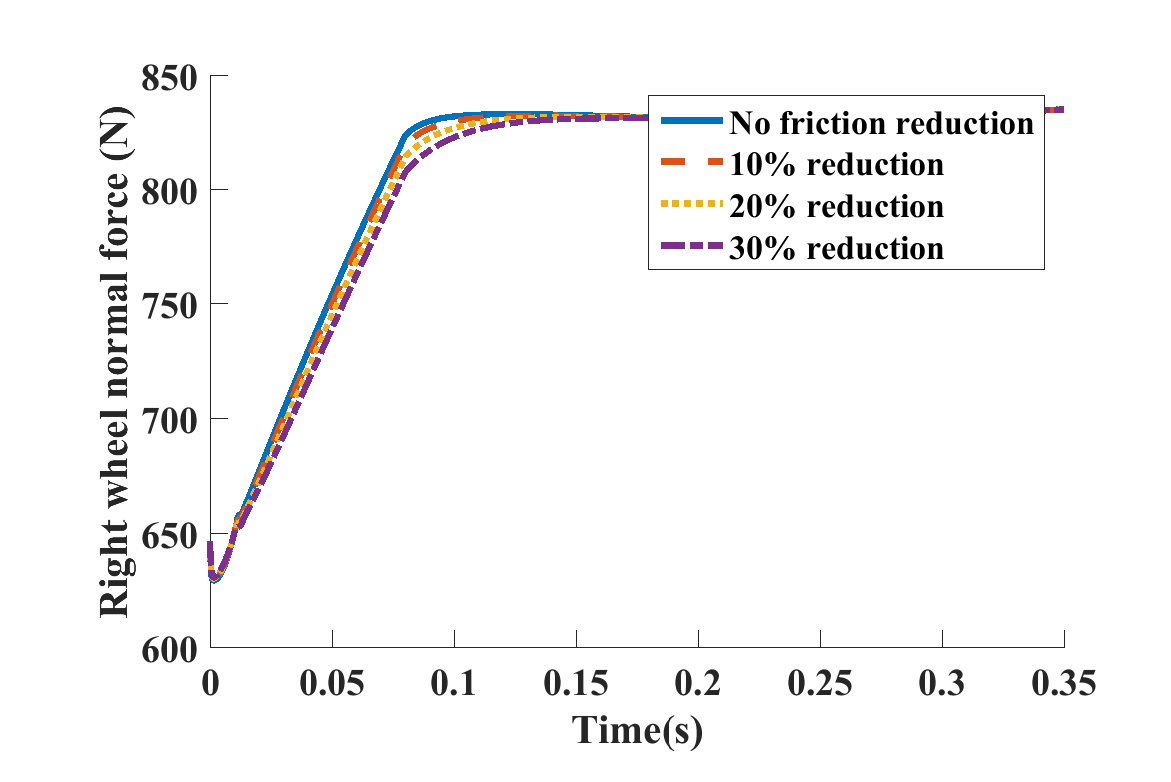 850
800
750
700
650
600
0
0.05
0.1
0.15
0.2
0.25
0.3
0.35
Right wheel normal force (N)
Time(s)
No friction reduction
10% reduction
20% reduction
30% reduction